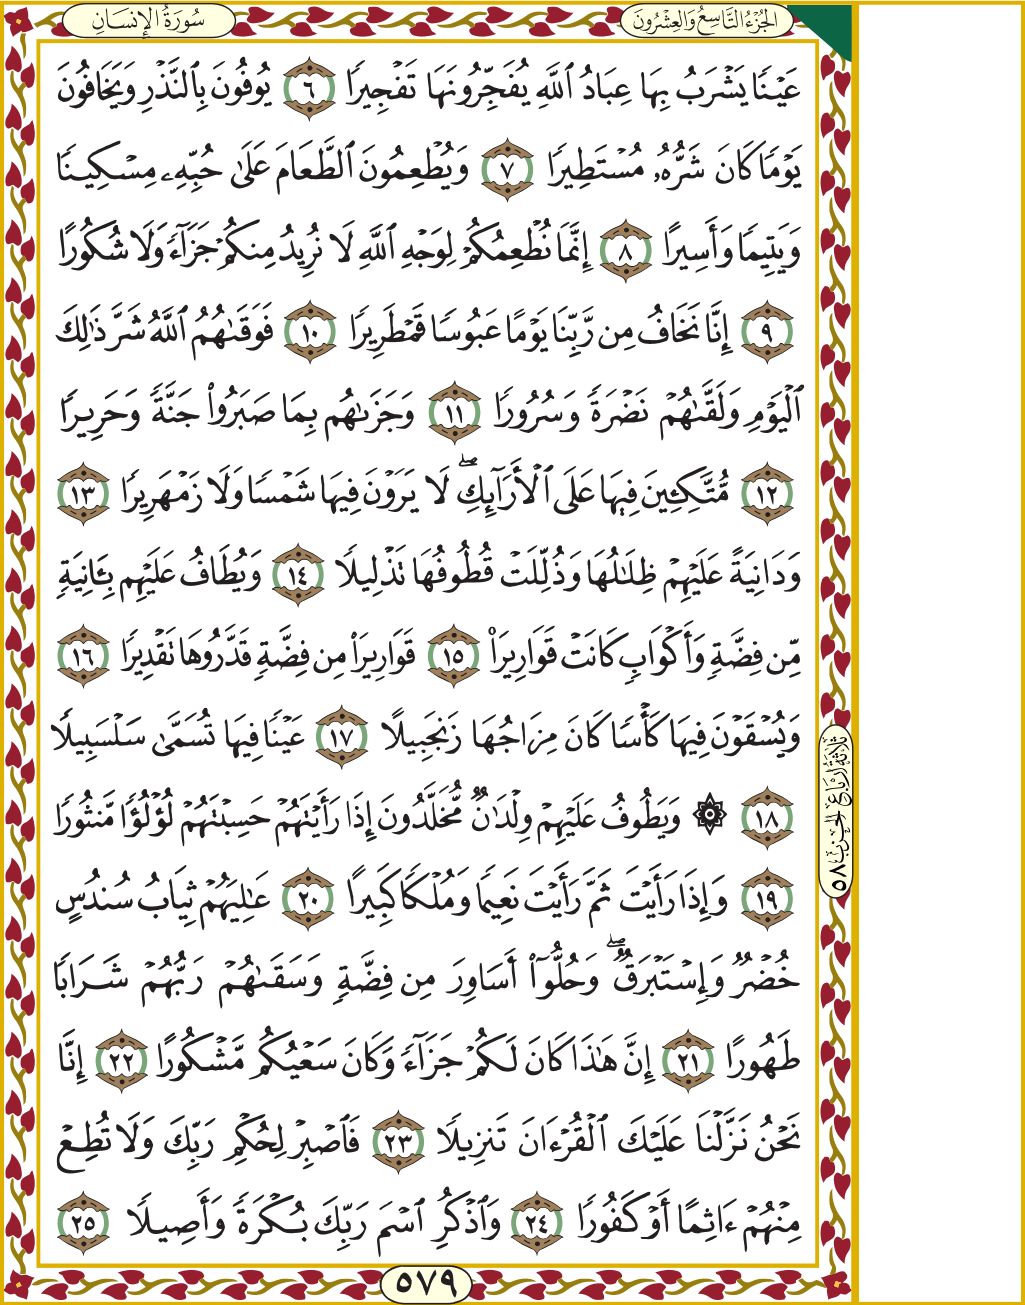 سُورَةُ الإِنسَانِ
الجُزْءُ التَّاسِعُ وَالعِشْرُونَ
عَيْنًا يَشْرَبُ بِهَا عِبَادُ ٱللَّهِ يُفَجِّرُونَهَا تَفْجِيرًا ٦ يُوفُونَ بِٱلنَّذْرِ وَيَخَافُونَ
يَوْمًا كَانَ شَرُّهُۥ مُسْتَطِيرًا ٧ وَيُطْعِمُونَ ٱلطَّعَامَ عَلَىٰ حُبِّهِۦ مِسْكِينًا
وَيَتِيمًا وَأَسِيرًا ٨ إِنَّمَا نُطْعِمُكُمْ لِوَجْهِ ٱللَّهِ لَا نُرِيدُ مِنكُمْ جَزَآءً وَلَا شُكُورًا
٩ إِنَّا نَخَافُ مِن رَّبِّنَا يَوْمًا عَبُوسًا قَمْطَرِيرًا ١٠ فَوَقَىٰهُمُ ٱللَّهُ شَرَّ ذَٰلِكَ
ٱلْيَوْمِ وَلَقَّىٰهُمْ نَضْرَةً وَسُرُورًا ١١ وَجَزَىٰهُم بِمَا صَبَرُوا۟ جَنَّةً وَحَرِيرًا
١٢ مُّتَّكِـِٔينَ فِيهَا عَلَى ٱلْأَرَآئِكِ ۖ لَا يَرَوْنَ فِيهَا شَمْسًا وَلَا زَمْهَرِيرًا ١٣
وَدَانِيَةً عَلَيْهِمْ ظِلَـٰلُهَا وَذُلِّلَتْ قُطُوفُهَا تَذْلِيلًا ١٤ وَيُطَافُ عَلَيْهِم بِـَٔانِيَةٍ
مِّن فِضَّةٍ وَأَكْوَابٍ كَانَتْ قَوَارِيرَا۠ ١٥ قَوَارِيرَا۟ مِن فِضَّةٍ قَدَّرُوهَا تَقْدِيرًا ١٦
وَيُسْقَوْنَ فِيهَا كَأْسًا كَانَ مِزَاجُهَا زَنجَبِيلًا ١٧ عَيْنًا فِيهَا تُسَمَّىٰ سَلْسَبِيلًا
١٨ ۞ وَيَطُوفُ عَلَيْهِمْ وِلْدَٰنٌ مُّخَلَّدُونَ إِذَا رَأَيْتَهُمْ حَسِبْتَهُمْ لُؤْلُؤًا مَّنثُورًا
١٩ وَإِذَا رَأَيْتَ ثَمَّ رَأَيْتَ نَعِيمًا وَمُلْكًا كَبِيرًا ٢٠ عَـٰلِيَهُمْ ثِيَابُ سُندُسٍ
خُضْرٌ وَإِسْتَبْرَقٌ ۖ وَحُلُّوٓا۟ أَسَاوِرَ مِن فِضَّةٍ وَسَقَىٰهُمْ رَبُّهُمْ شَرَابًا
طَهُورًا ٢١ إِنَّ هَـٰذَا كَانَ لَكُمْ جَزَآءً وَكَانَ سَعْيُكُم مَّشْكُورًا ٢٢ إِنَّا
نَحْنُ نَزَّلْنَا عَلَيْكَ ٱلْقُرْءَانَ تَنزِيلًا ٢٣ فَٱصْبِرْ لِحُكْمِ رَبِّكَ وَلَا تُطِعْ
مِنْهُمْ ءَاثِمًا أَوْ كَفُورًا ٢٤ وَٱذْكُرِ ٱسْمَ رَبِّكَ بُكْرَةً وَأَصِيلًا ٢٥
ثَلَاثَةُ أَرْبَاعِ الحِزْبِ ٥٨
٥٧٩